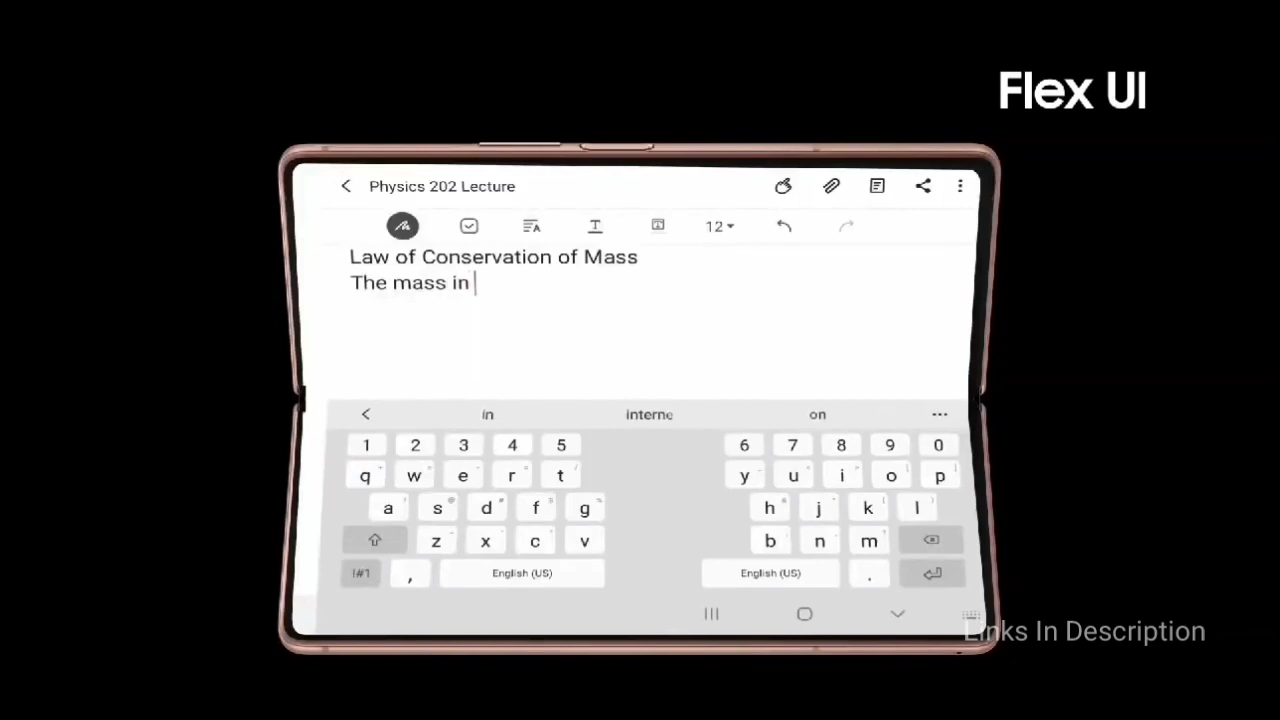 Flex UI
Physics 202 Lecture
12
Law of Conservation of Mass
The mass in
in interne on
1 2 3 4 5 6 7 8 9 0
q w e r t y u i o p
a s d f g h j k l
z x c v b n m
!#1 , English (US) English (US) .
Links In Description